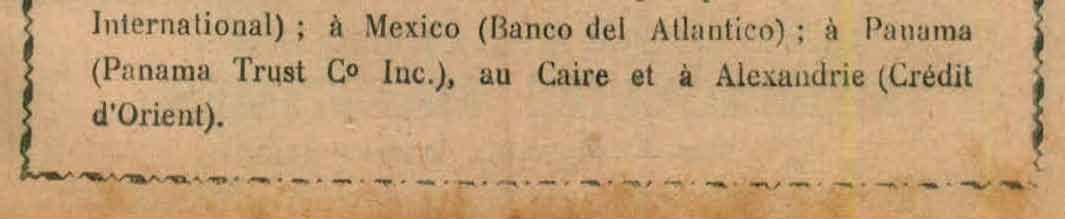 International) ; à Mexico (Banco del Atlantico) ; à Panama
(Panama Trust Cº Inc.), au Caire et à Alexandrie (Crédit
d'Orient).